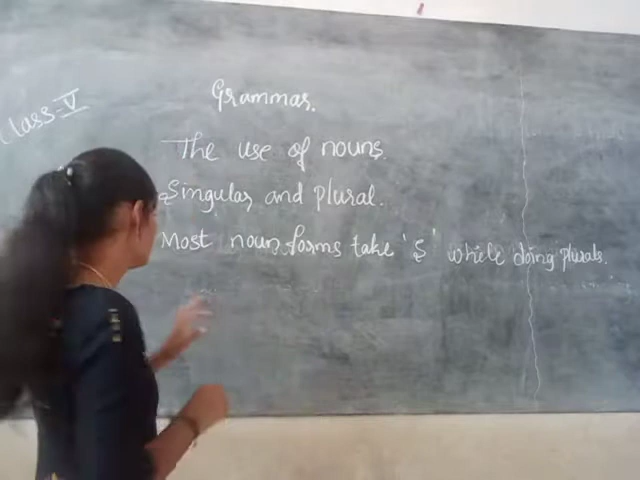 Class-V
Grammar.
The use of nouns.
Singular and plural.
Most noun forms take 's' while doing plurals.